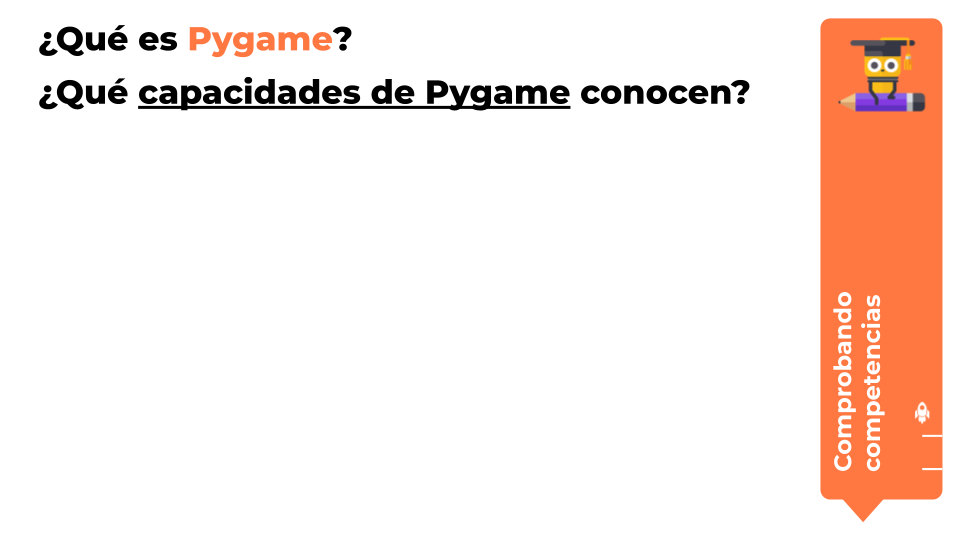 ¿Qué es Pygame?
¿Qué capacidades de Pygame conocen?
Comprobando
competencias